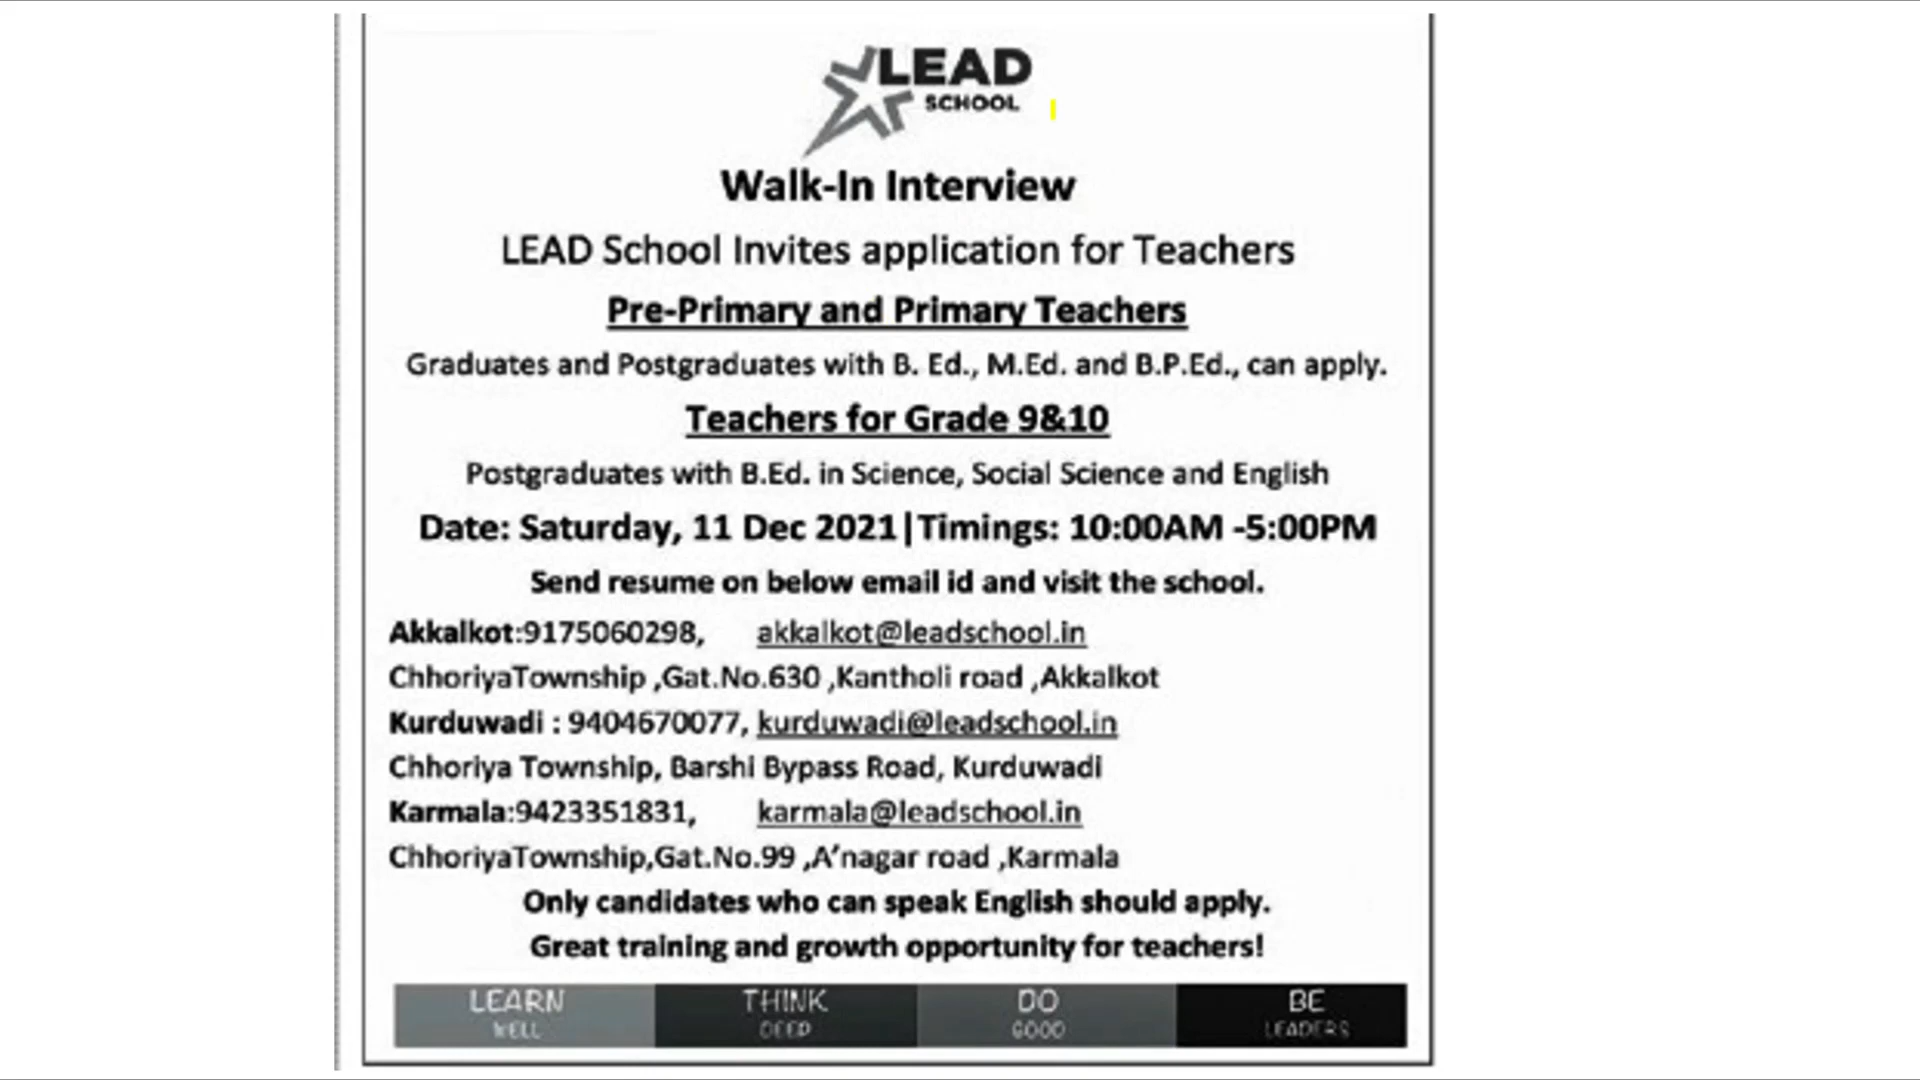 LEAD
SCHOOL
Walk-In Interview
LEAD School Invites application for Teachers
Pre-Primary and Primary Teachers
Graduates and Postgraduates with B. Ed., M.Ed. and B.P.Ed., can apply.
Teachers for Grade 9&10
Postgraduates with B.Ed. in Science, Social Science and English
Date: Saturday, 11 Dec 2021|Timings: 10:00AM -5:00PM
Send resume on below email id and visit the school.
Akkalkot:9175060298, akkalkot@leadschool.in
ChhoriyaTownship ,Gat.No.630 ,Kantholi road ,Akkalkot
Kurduwadi : 9404670077, kurduwadi@leadschool.in
Chhoriya Township, Barshi Bypass Road, Kurduwadi
Karmala:9423351831, karmala@leadschool.in
ChhoriyaTownship,Gat.No.99 ,A'nagar road ,Karmala
Only candidates who can speak English should apply.
Great training and growth opportunity for teachers!
LEARN THINK DO BE
WELL DEEP GOOD LEADERS